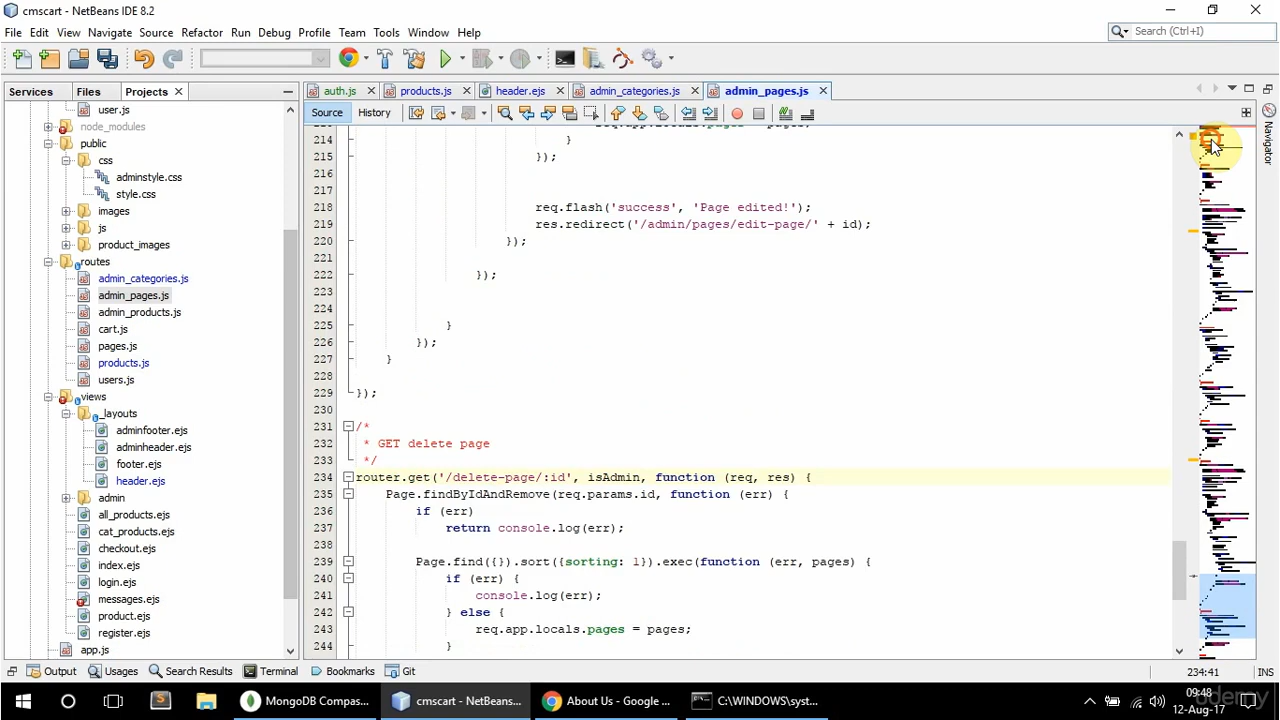 cmscart - NetBeans IDE 8.2
File Edit View Navigate Source Refactor Run Debug Profile Team Tools Window Help
Search (Ctrl+I)
Services Files Projects
auth.js products.js header.ejs admin_categories.js admin_pages.js
Source History
Navigator
user.js
node_modules
public
css
adminstyle.css
style.css
images
js
product_images
routes
admin_categories.js
admin_pages.js
admin_products.js
cart.js
pages.js
products.js
users.js
views
_layouts
adminfooter.ejs
adminheader.ejs
footer.ejs
header.ejs
admin
all_products.ejs
cat_products.ejs
checkout.ejs
index.ejs
login.ejs
messages.ejs
product.ejs
register.ejs
app.js
214 }
215 });
216
217
218 req.flash('success', 'Page edited!');
219 res.redirect('/admin/pages/edit-page/' + id);
220 });
221
222 });
223
224
225 }
226 });
227 }
228
229 });
230
231 /*
232 * GET delete page
233 */
234 router.get('/delete-page/:id', isAdmin, function (req, res) {
235 Page.findByIdAndRemove(req.params.id, function (err) {
236 if (err)
237 return console.log(err);
238
239 Page.find({}).sort({sorting: 1}).exec(function (err, pages) {
240 if (err) {
241 console.log(err);
242 } else {
243 req.app.locals.pages = pages;
244 }
Output Usages Search Results Terminal Bookmarks Git
234:41 INS
MongoDB Compas... cmscart - NetBeans... About Us - Google ... C:\WINDOWS\syst...
09:48
12-Aug-17
udemy